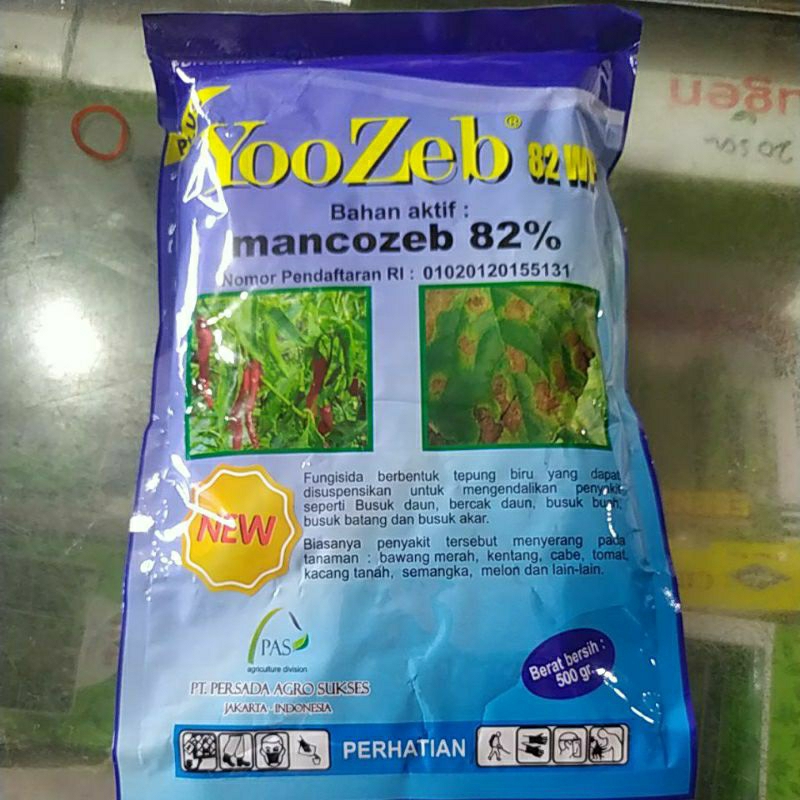 PLUS
YooZeb® 82 WP
Bahan aktif :
mancozeb 82%
Nomor Pendaftaran RI : 01020120155131
Fungisida berbentuk tepung biru yang dapat
disuspensikan untuk mengendalikan penyakit
seperti Busuk daun, bercak daun, busuk buah,
busuk batang dan busuk akar.
Biasanya penyakit tersebut menyerang pada
tanaman : bawang merah, kentang, cabe, tomat,
kacang tanah, semangka, melon dan lain-lain.
NEW
PAS
agriculture division
PT. PERSADA AGRO SUKSES
JAKARTA - INDONESIA
Berat bersih :
500 gr.
PERHATIAN